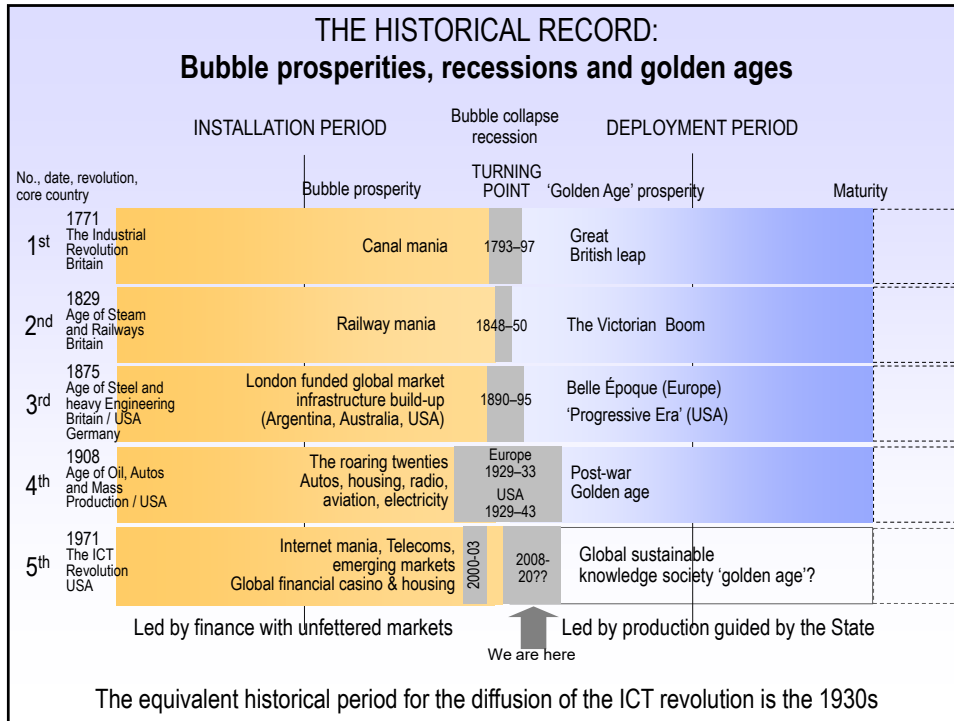 THE HISTORICAL RECORD:
Bubble prosperities, recessions and golden ages
INSTALLATION PERIOD
Bubble collapse
recession
DEPLOYMENT PERIOD
No., date, revolution,
core country
Bubble prosperity
TURNING
POINT
‘Golden Age’ prosperity
Maturity
1st
1771
The Industrial
Revolution
Britain
Canal mania
1793–97
Great
British leap
2nd
1829
Age of Steam
and Railways
Britain
Railway mania
1848–50
The Victorian Boom
3rd
1875
Age of Steel and
heavy Engineering
Britain / USA
Germany
London funded global market
infrastructure build-up
(Argentina, Australia, USA)
1890–95
Belle Époque (Europe)
‘Progressive Era’ (USA)
4th
1908
Age of Oil, Autos
and Mass
Production / USA
The roaring twenties
Autos, housing, radio,
aviation, electricity
Europe
1929–33
USA
1929–43
Post-war
Golden age
5th
1971
The ICT
Revolution
USA
Internet mania, Telecoms,
emerging markets
Global financial casino & housing
2000-03
2008-
20??
Global sustainable
knowledge society ‘golden age’?
Led by finance with unfettered markets
Led by production guided by the State
We are here
The equivalent historical period for the diffusion of the ICT revolution is the 1930s